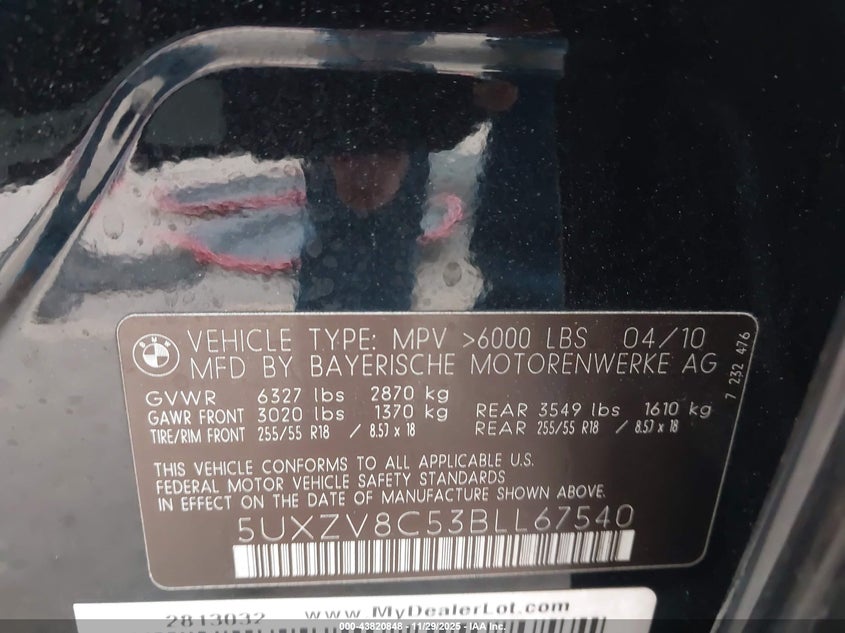 BMW
VEHICLE TYPE: MPV >6000 LBS 04/10
MFD BY BAYERISCHE MOTORENWERKE AG
7 232 476
GVWR 6327 lbs 2870 kg
GAWR FRONT 3020 lbs 1370 kg REAR 3549 lbs 1610 kg
TIRE/RIM FRONT 255/55 R18 / 8.5J x 18 REAR 255/55 R18 / 8.5J x 18
THIS VEHICLE CONFORMS TO ALL APPLICABLE U.S.
FEDERAL MOTOR VEHICLE SAFETY STANDARDS
IN EFFECT ON THE DATE OF MANUFACTURE SHOWN ABOVE.
5UXZV8C53BLL67540
2813032 www.MyDealerLot.com
000-43820848 - 11/29/2025 - IAA Inc.